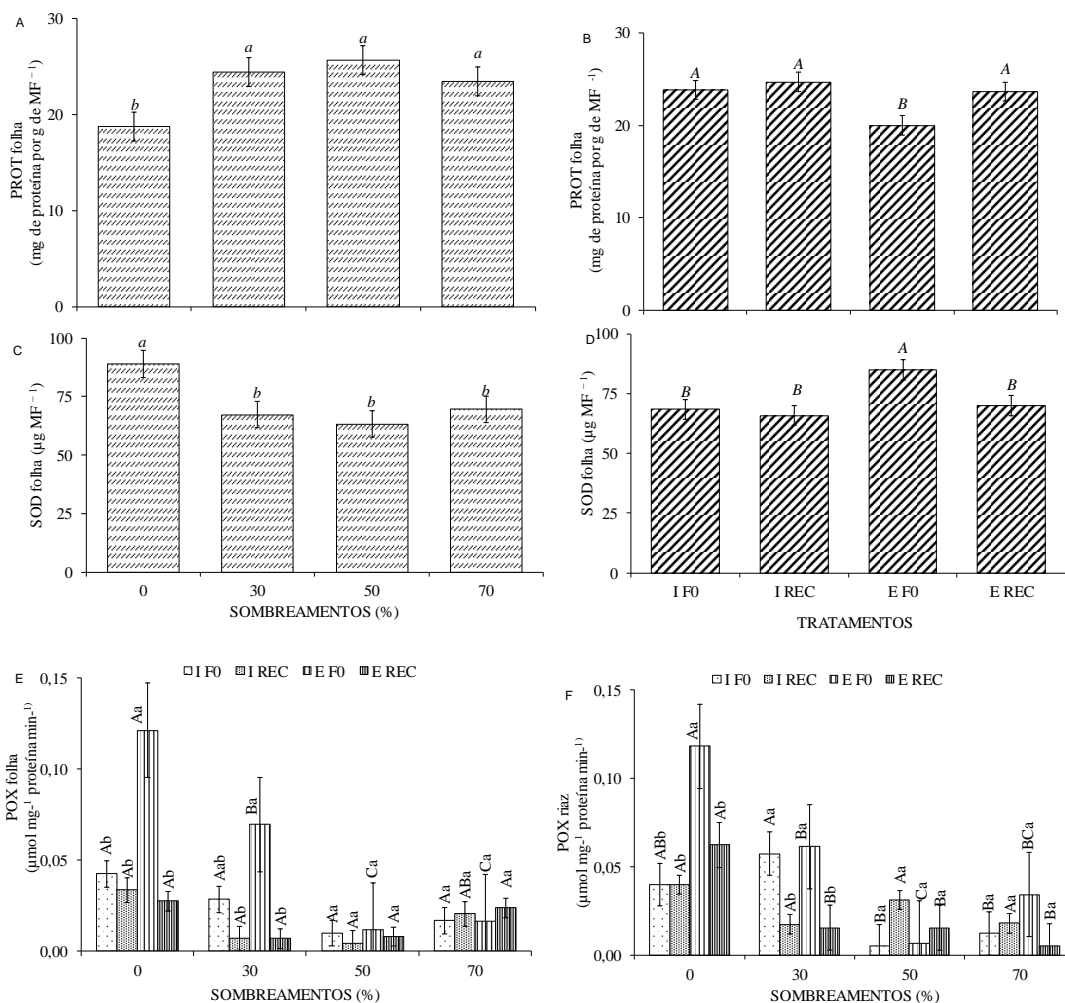 A
PROT folha
(mg de proteína por g de MF ⁻¹)
30
20
10
0
b
a
a
a
B
PROT folha
(mg de proteína por g de MF ⁻¹)
30
20
10
0
A
A
B
A
C
SOD folha (µg MF ⁻¹)
100
75
50
25
0
a
b
b
b
0 30 50 70
SOMBREAMENTOS (%)
D
SOD folha (µg MF ⁻¹)
100
75
50
25
0
B
B
A
B
I F0 I REC E F0 E REC
TRATAMENTOS
E
I F0 I REC E F0 E REC
POX folha
(µmol mg-¹ proteína min-¹)
0,15
0,10
0,05
0,00
Ab
Ab
Aa
Ab
Aab
Ab
Ba
Ab
Aa
Aa
Ca
Aa
Aa
ABa
Ca
Aa
0 30 50 70
SOMBREAMENTOS (%)
F
I F0 I REC E F0 E REC
POX riaz
(µmol mg-¹ proteína min-¹)
0,15
0,10
0,05
0,00
ABb
Ab
Aa
Ab
Aa
Ab
Ba
Bb
Ba
Aa
Ca
Ba
Aa
Aa
BCa
Ba
0 30 50 70
SOMBREAMENTOS (%)